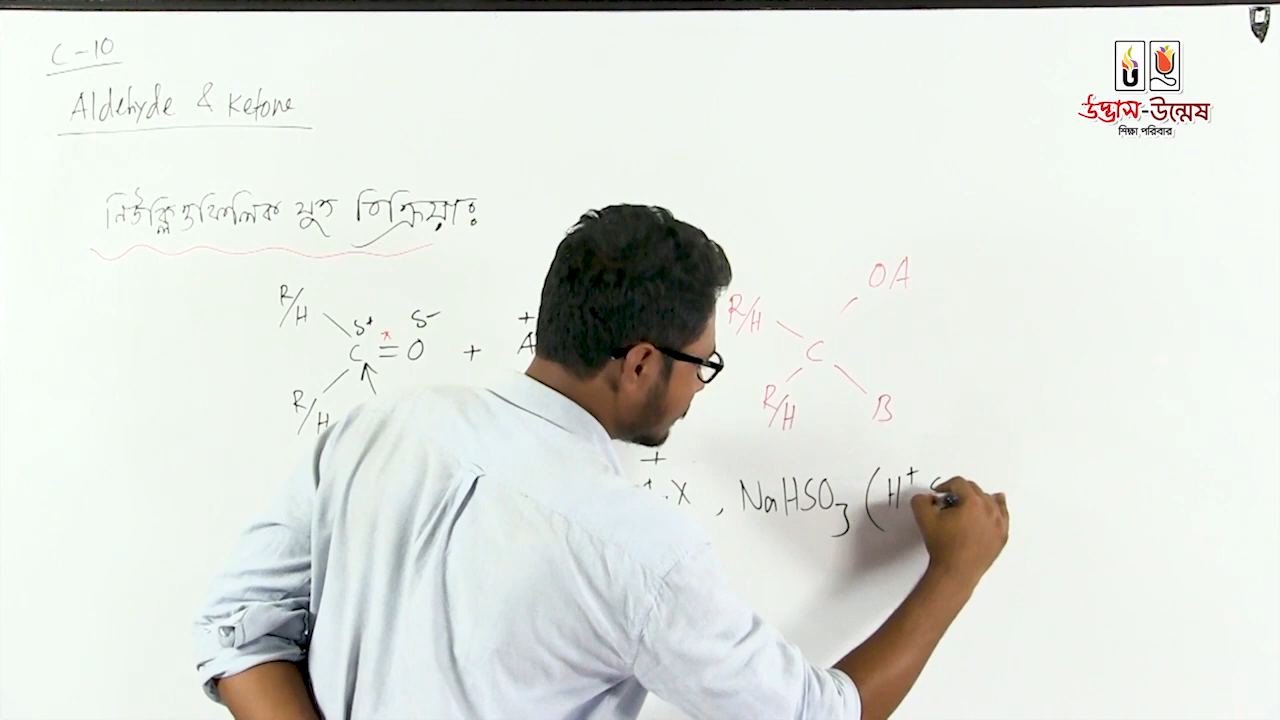 C-10
Aldehyde & Ketone
উদ্ভাস-উন্মেষ
শিক্ষা পরিবার
নিউক্লিওফিলিক যুত বিক্রিয়াঃ
R/H
δ+ δ-
C = O + A
+
R/H
R/H
OA
C
R/H
B
+
X , NaHSO3 (H+ S